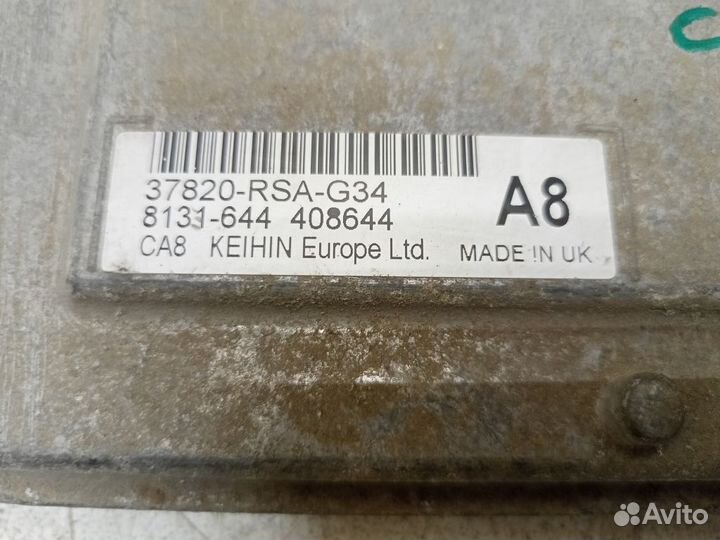 37820-RSA-G34
8131-644 408644
A8
CA8 KEIHIN Europe Ltd. MADE IN UK
Avito